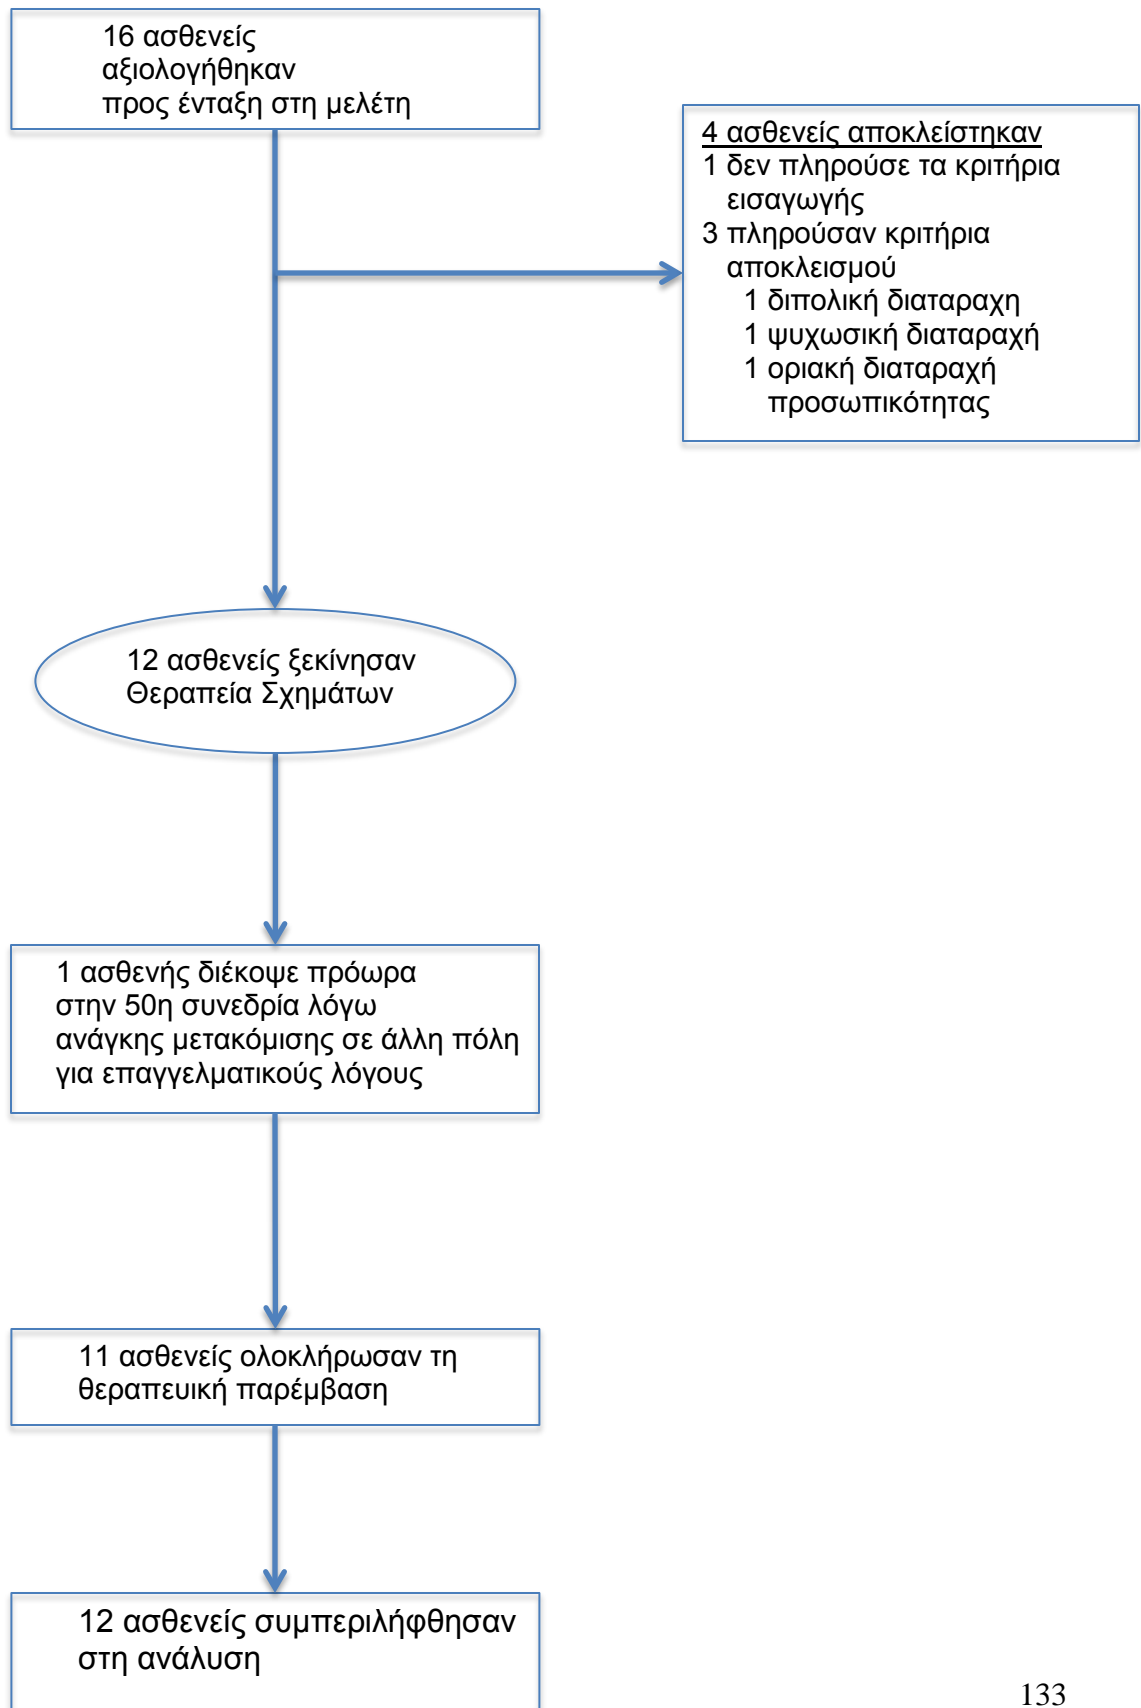 16 ασθενείς
αξιολογήθηκαν
προς ένταξη στη μελέτη
4 ασθενείς αποκλείστηκαν
1 δεν πληρούσε τα κριτήρια
εισαγωγής
3 πληρούσαν κριτήρια
αποκλεισμού
1 διπολική διαταραχη
1 ψυχωσική διαταραχή
1 οριακή διαταραχή
προσωπικότητας
12 ασθενείς ξεκίνησαν
Θεραπεία Σχημάτων
1 ασθενής διέκοψε πρόωρα
στην 50η συνεδρία λόγω
ανάγκης μετακόμισης σε άλλη πόλη
για επαγγελματικούς λόγους
11 ασθενείς ολοκλήρωσαν τη
θεραπευική παρέμβαση
12 ασθενείς συμπεριλήφθησαν
στη ανάλυση
133